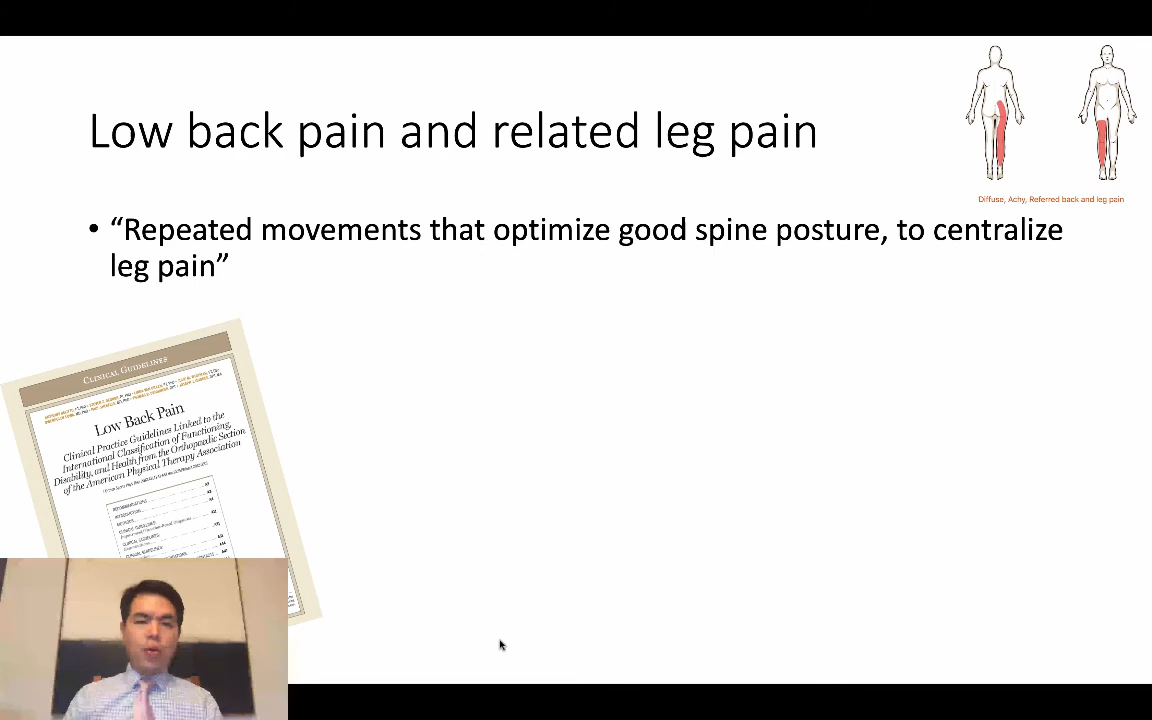 Low back pain and related leg pain
Diffuse, Achy, Referred back and leg pain
• “Repeated movements that optimize good spine posture, to centralize
leg pain”
CLINICAL GUIDELINES
Low Back Pain
Clinical Practice Guidelines Linked to the
International Classification of Functioning,
Disability, and Health from the Orthopaedic Section
of the American Physical Therapy Association